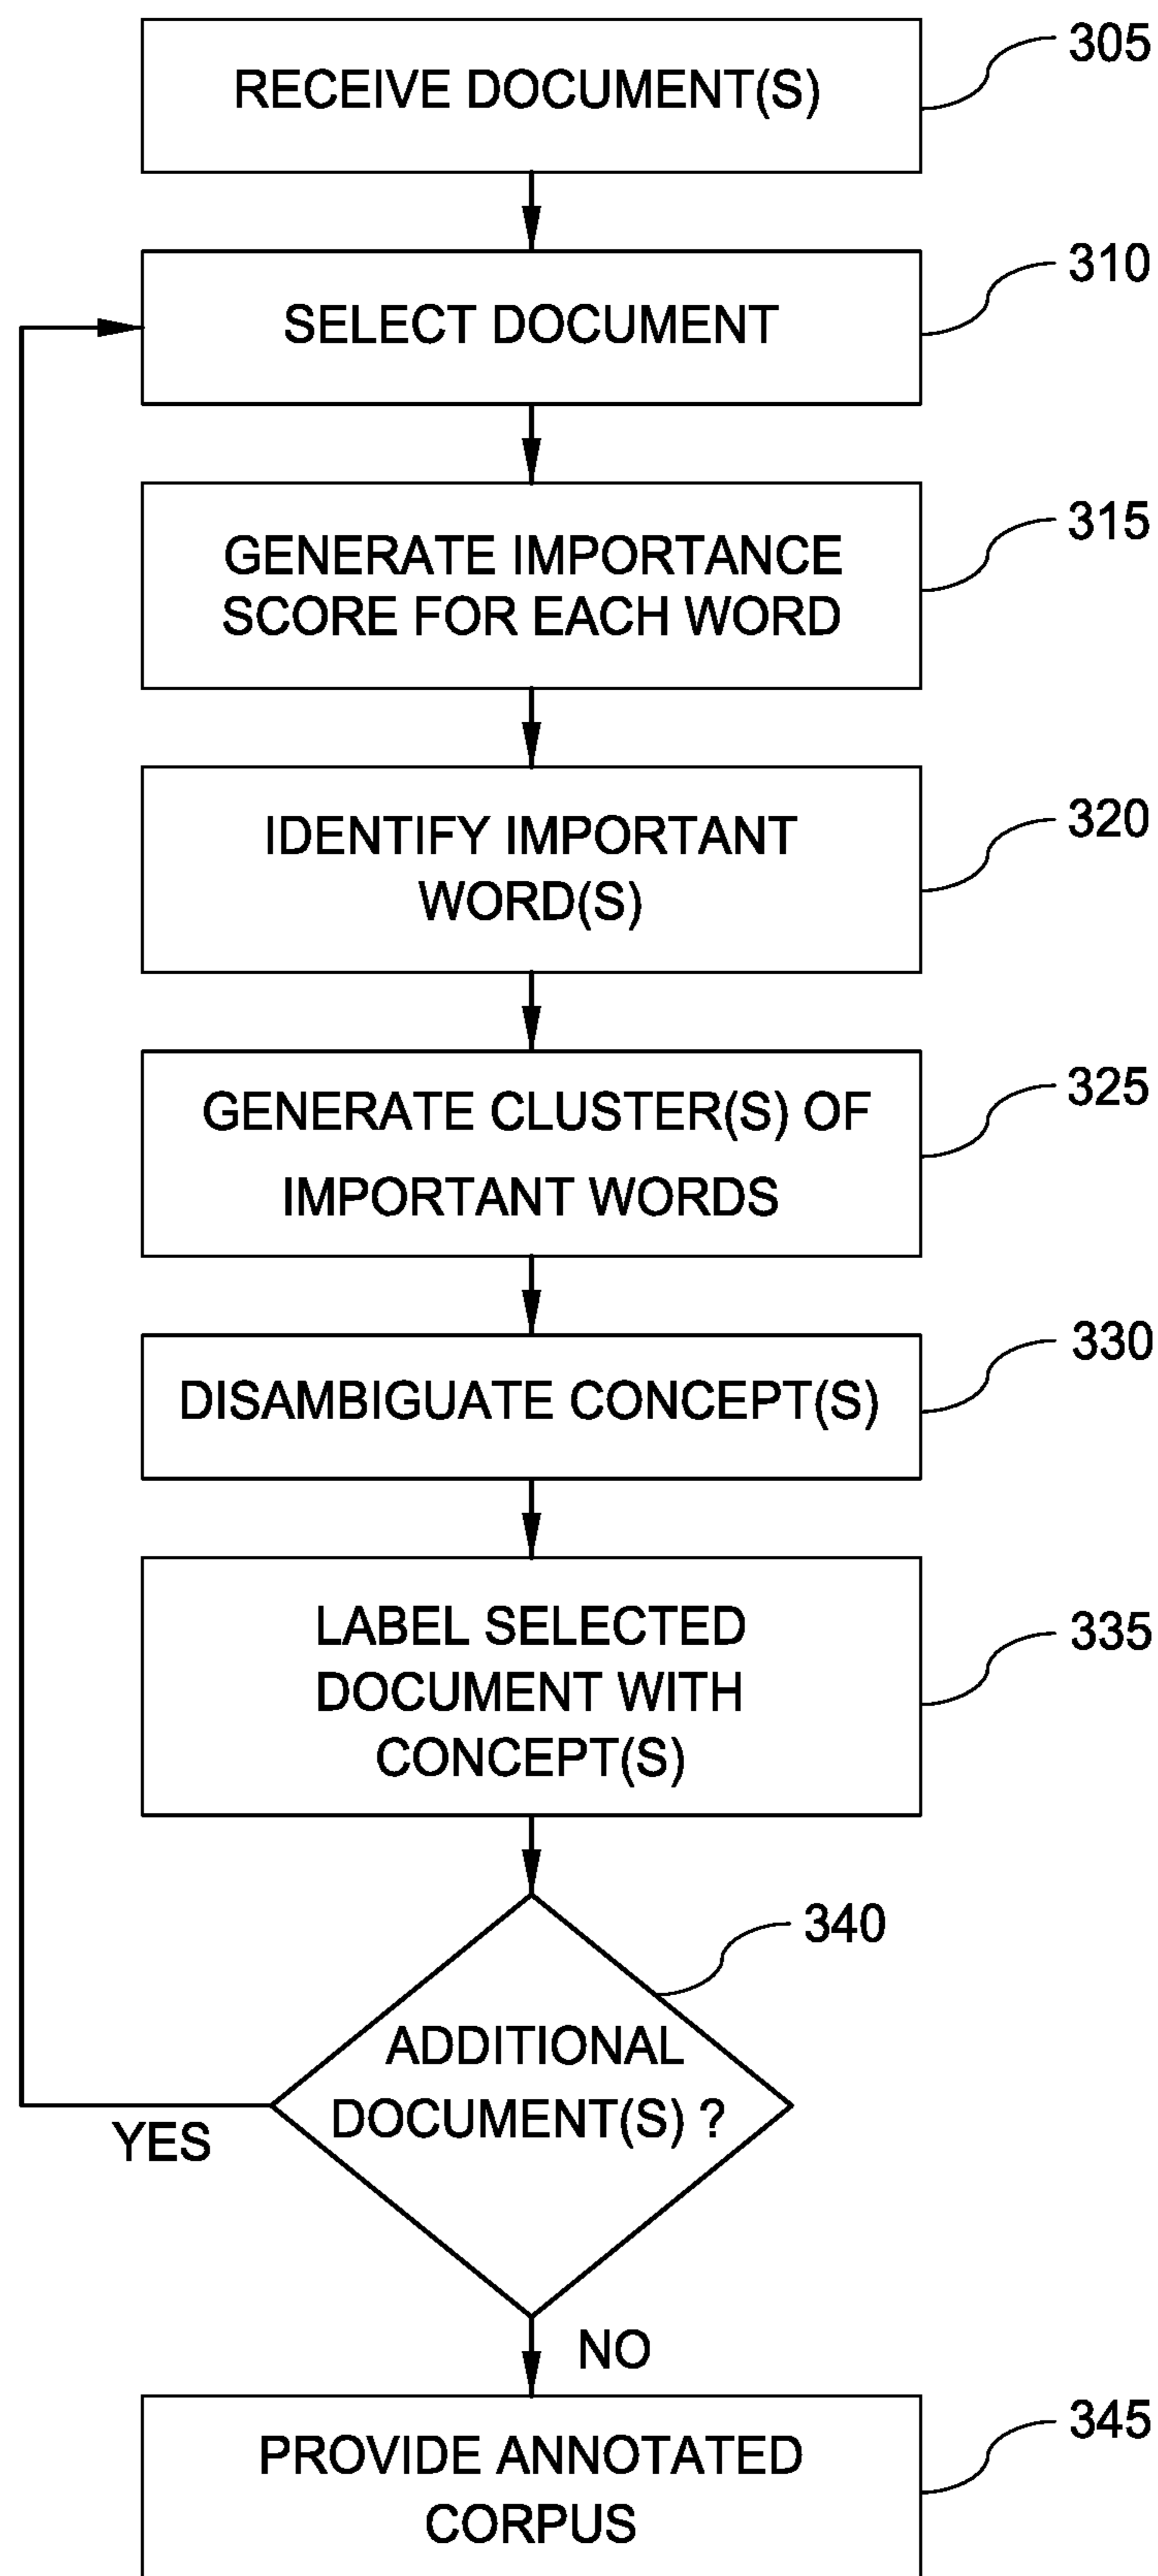 RECEIVE DOCUMENT(S)
305
SELECT DOCUMENT
310
GENERATE IMPORTANCE
SCORE FOR EACH WORD
315
IDENTIFY IMPORTANT
WORD(S)
320
GENERATE CLUSTER(S) OF
IMPORTANT WORDS
325
DISAMBIGUATE CONCEPT(S)
330
LABEL SELECTED
DOCUMENT WITH
CONCEPT(S)
335
340
ADDITIONAL
DOCUMENT(S) ?
YES
NO
PROVIDE ANNOTATED
CORPUS
345